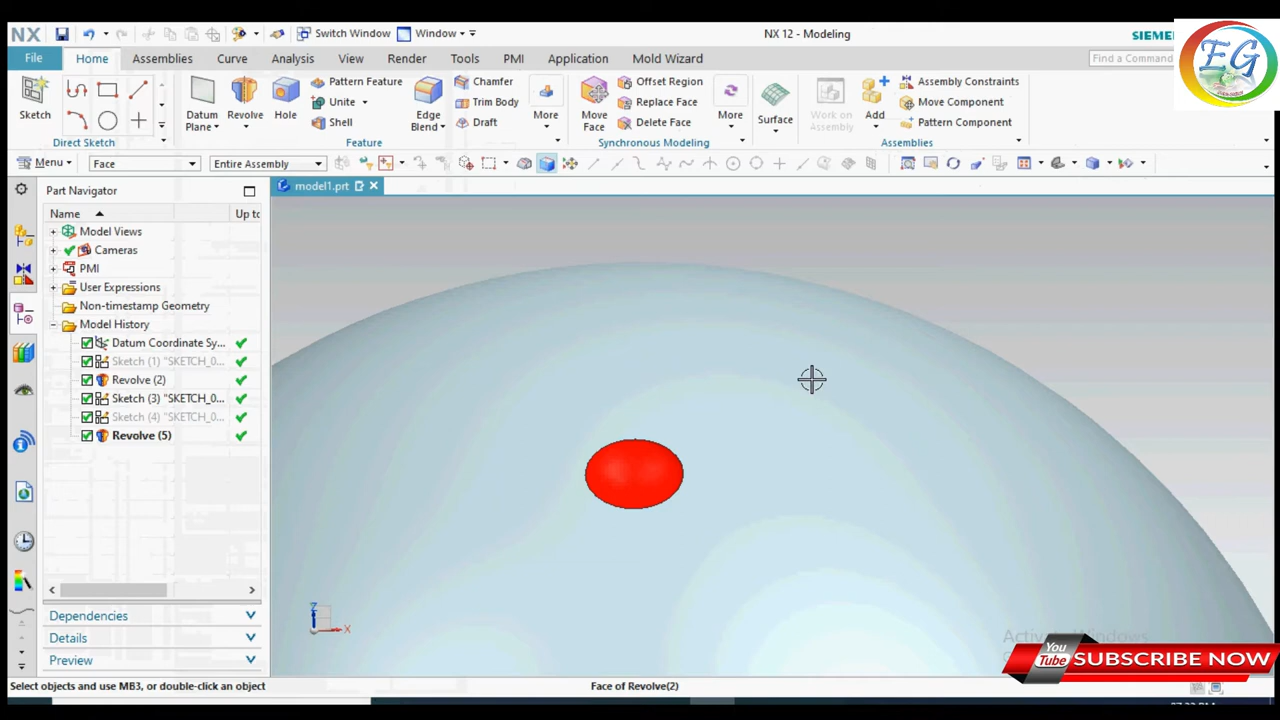 NX
Switch Window
Window
NX 12 - Modeling
SIEM
EG
File
Home
Assemblies
Curve
Analysis
View
Render
Tools
PMI
Application
Mold Wizard
Find a Command
Sketch
Direct Sketch
Datum Plane
Revolve
Hole
Pattern Feature
Unite
Shell
Edge Blend
Chamfer
Trim Body
Draft
More
Feature
Move Face
Offset Region
Replace Face
Delete Face
More
Synchronous Modeling
Surface
Work on Assembly
Add
Assembly Constraints
Move Component
Pattern Component
Assemblies
Menu
Face
Entire Assembly
Part Navigator
model1.prt
Name
Up to
Model Views
Cameras
PMI
User Expressions
Non-timestamp Geometry
Model History
Datum Coordinate Sy...
Sketch (1) "SKETCH_0...
Revolve (2)
Sketch (3) "SKETCH_0...
Sketch (4) "SKETCH_0...
Revolve (5)
Dependencies
Details
Preview
Z
X
Activate Windows
You
Tube
SUBSCRIBE NOW
Select objects and use MB3, or double-click an object
Face of Revolve(2)